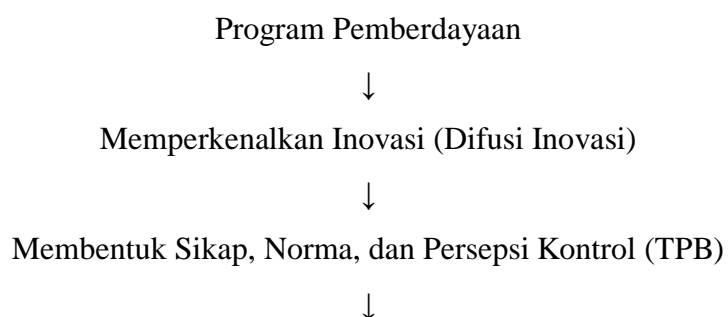 Program Pemberdayaan
↓
Memperkenalkan Inovasi (Difusi Inovasi)
↓
Membentuk Sikap, Norma, dan Persepsi Kontrol (TPB)
↓